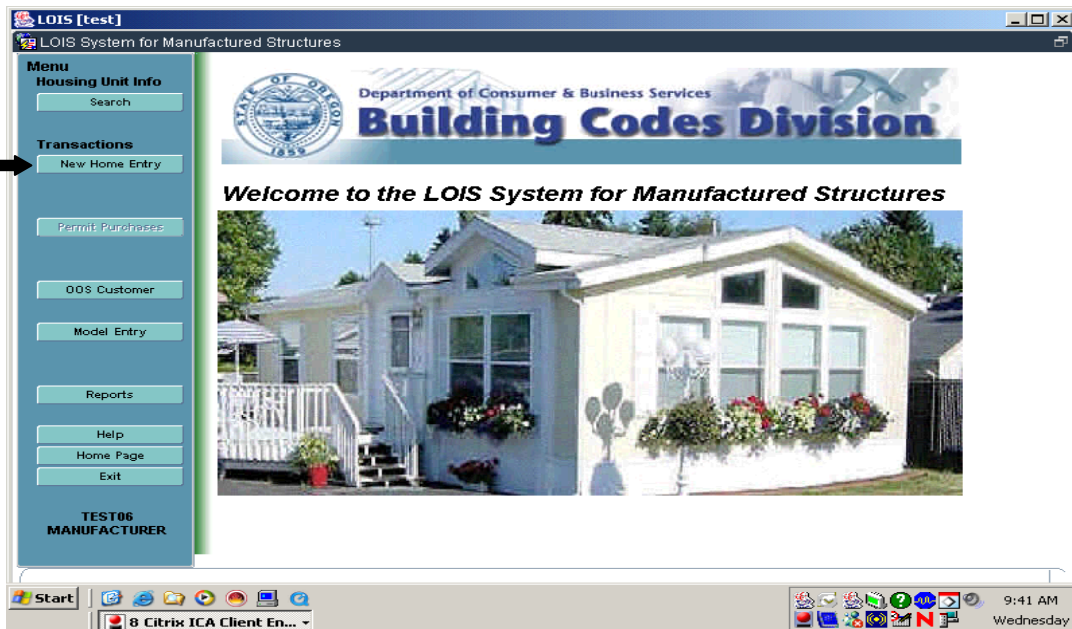 LOIS [test]
LOIS System for Manufactured Structures
Menu
Housing Unit Info
Search
Transactions
New Home Entry
Permit Purchases
OOS Customer
Model Entry
Reports
Help
Home Page
Exit
TEST06
MANUFACTURER
STATE OF OREGON
1859
Department of Consumer & Business Services
Building Codes Division
Welcome to the LOIS System for Manufactured Structures
Start
8 Citrix ICA Client En...
9:41 AM
Wednesday